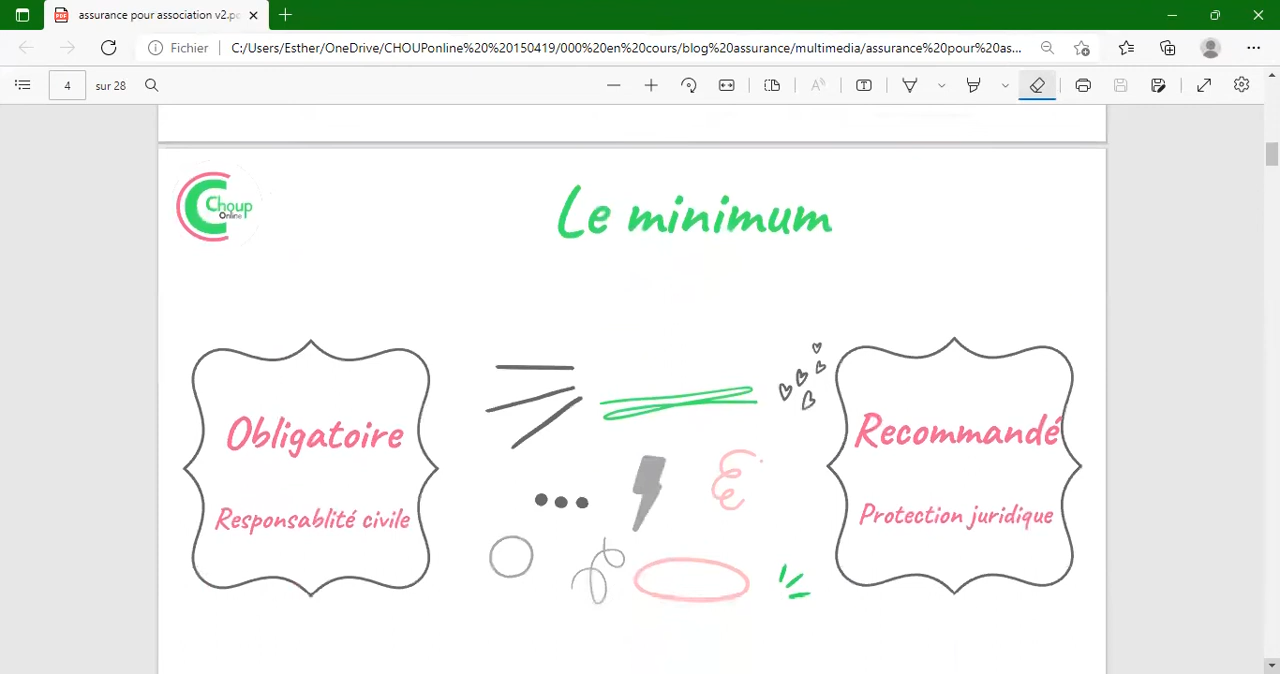 assurance pour association v2.pc
Fichier
C:/Users/Esther/OneDrive/CHOUPonline%20%20150419/000%20en%20cours/blog%20assurance/multimedia/assurance%20pour%20as...
4 sur 28
Choup
Online
Le minimum
Obligatoire
Responsablité civile
Recommandé
Protection juridique